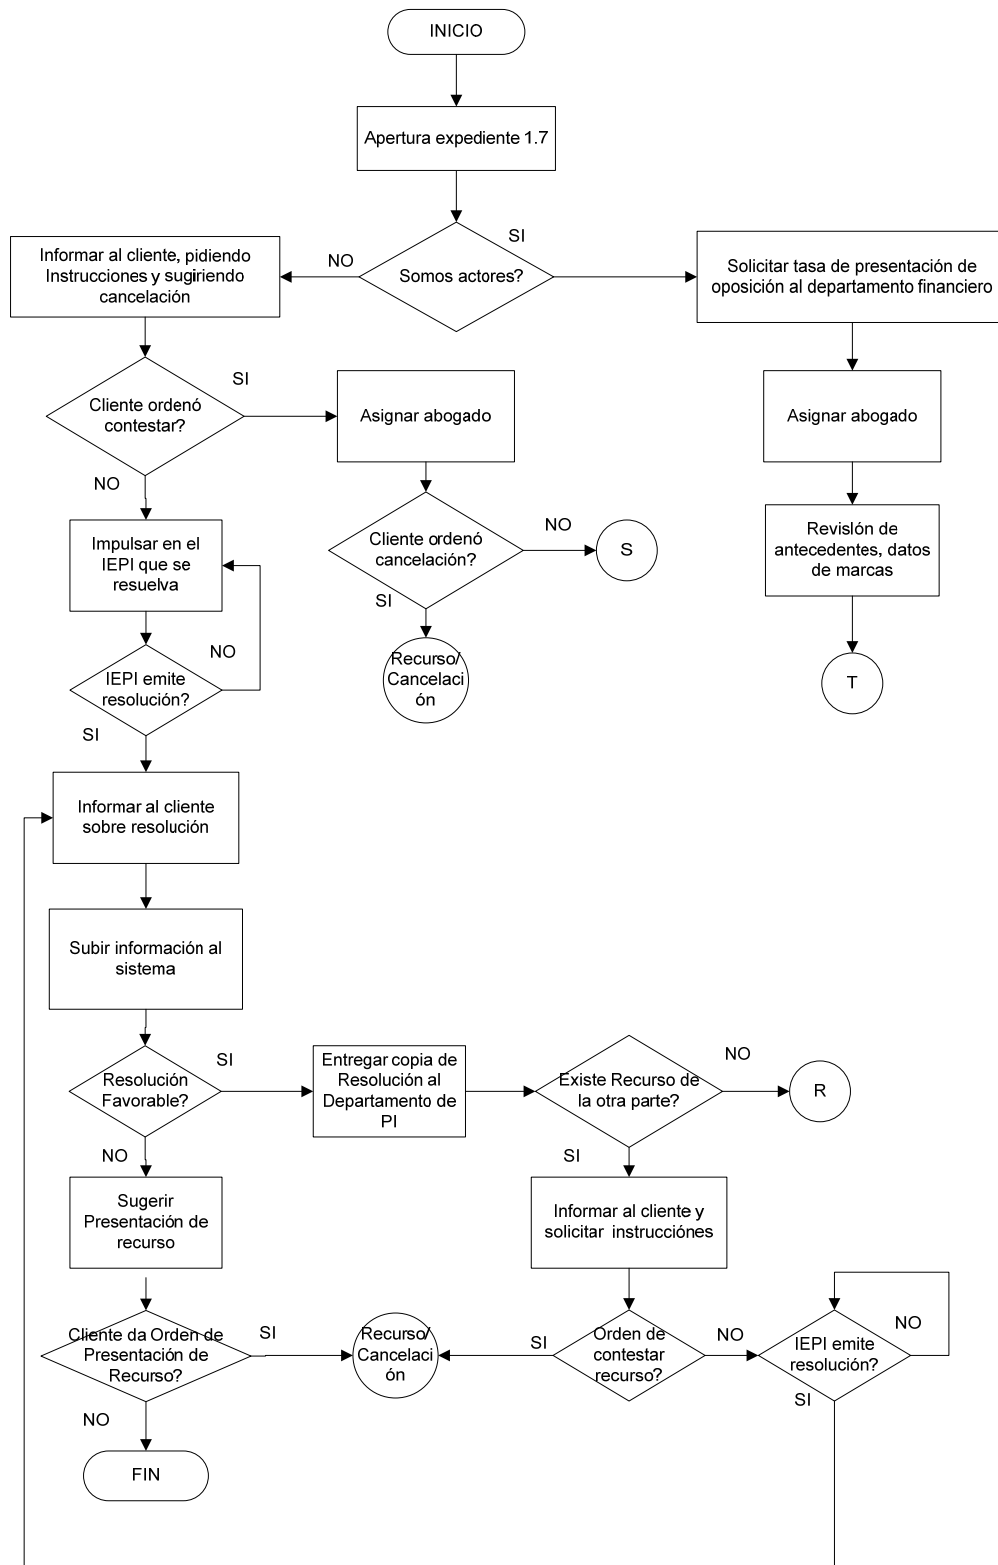 INICIO
Apertura expediente 1.7
SI
NO
Somos actores?
Informar al cliente, pidiendo
Instrucciones y sugiriendo
cancelación
Solicitar tasa de presentación de
oposición al departamento financiero
SI
Cliente ordenó
contestar?
Asignar abogado
Asignar abogado
NO
Impulsar en el
IEPI que se
resuelva
Cliente ordenó
cancelación?
NO
S
Revisión de
antecedentes, datos
de marcas
SI
NO
IEPI emite
resolución?
Recurso/
Cancelaci
ón
T
SI
Informar al cliente
sobre resolución
Subir información al
sistema
Resolución
Favorable?
SI
Entregar copia de
Resolución al
Departamento de
PI
Existe Recurso de
la otra parte?
NO
R
NO
SI
Sugerir
Presentación de
recurso
Informar al cliente y
solicitar instrucciónes
Cliente da Orden de
Presentación de
Recurso?
SI
Recurso/
Cancelaci
ón
SI
Orden de
contestar
recurso?
NO
IEPI emite
resolución?
NO
SI
NO
FIN